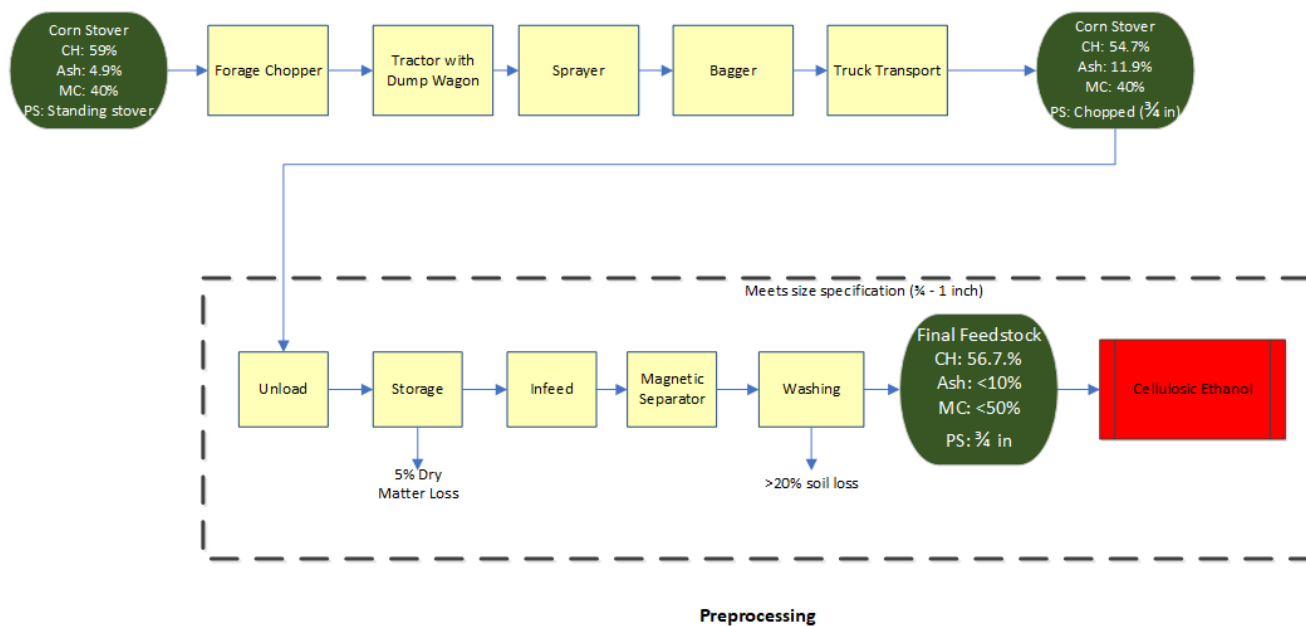 Corn Stover
CH: 59%
Ash: 4.9%
MC: 40%
PS: Standing stover
Forage Chopper
Tractor with
Dump Wagon
Sprayer
Bagger
Truck Transport
Corn Stover
CH: 54.7%
Ash: 11.9%
MC: 40%
PS: Chopped (¾ in)
Meets size specification (¾ - 1 inch)
Unload
Storage
Infeed
Magnetic
Separator
Washing
Final Feedstock
CH: 56.7.%
Ash: <10%
MC: <50%
PS: ¾ in
Cellulosic Ethanol
5% Dry
Matter Loss
>20% soil loss
Preprocessing